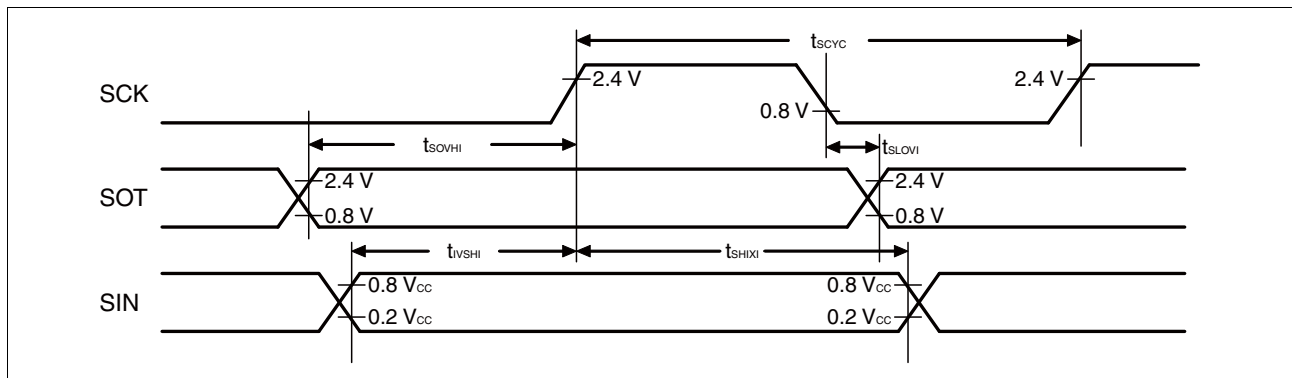 tSCYC
SCK
2.4 V
2.4 V
0.8 V
tSOVHI
tSLOVI
SOT
2.4 V
2.4 V
0.8 V
0.8 V
tIVSHI
tSHIXI
SIN
0.8 VCC
0.8 VCC
0.2 VCC
0.2 VCC